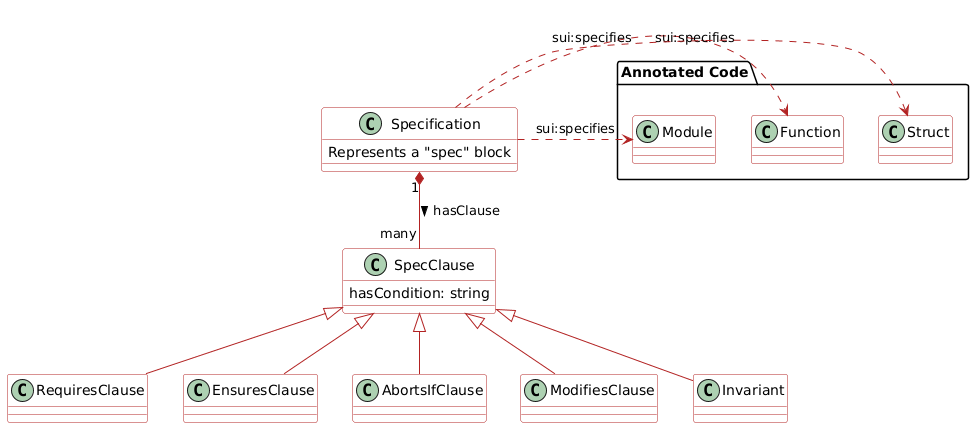 sui:specifies
sui:specifies
Annotated Code
C Specification
Represents a "spec" block
sui:specifies
C Module
C Function
C Struct
1
hasClause
many
C SpecClause
hasCondition: string
C RequiresClause
C EnsuresClause
C AbortsIfClause
C ModifiesClause
C Invariant